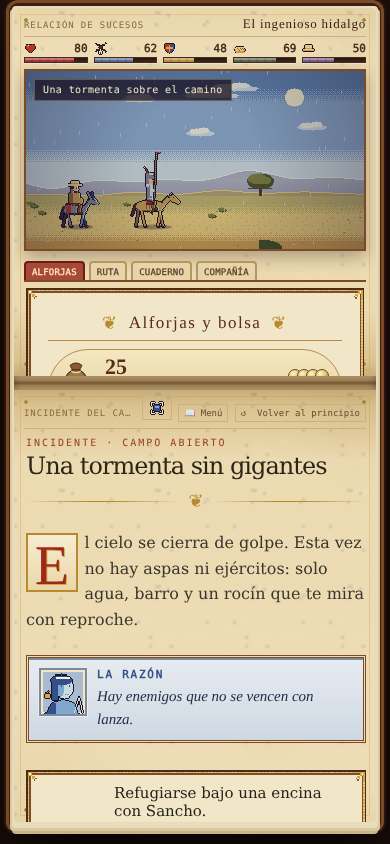 RELACIÓN DE SUCESOS
El ingenioso hidalgo
80 62 48 69 50
Una tormenta sobre el camino
ALFORJAS RUTA CUADERNO COMPAÑÍA
Alforjas y bolsa
25
INCIDENTE DEL CA…
Menú
Volver al principio
INCIDENTE · CAMPO ABIERTO
Una tormenta sin gigantes
El cielo se cierra de golpe. Esta vez
no hay aspas ni ejércitos: solo
agua, barro y un rocín que te mira
con reproche.
LA RAZÓN
Hay enemigos que no se vencen con
lanza.
Refugiarse bajo una encina
con Sancho.